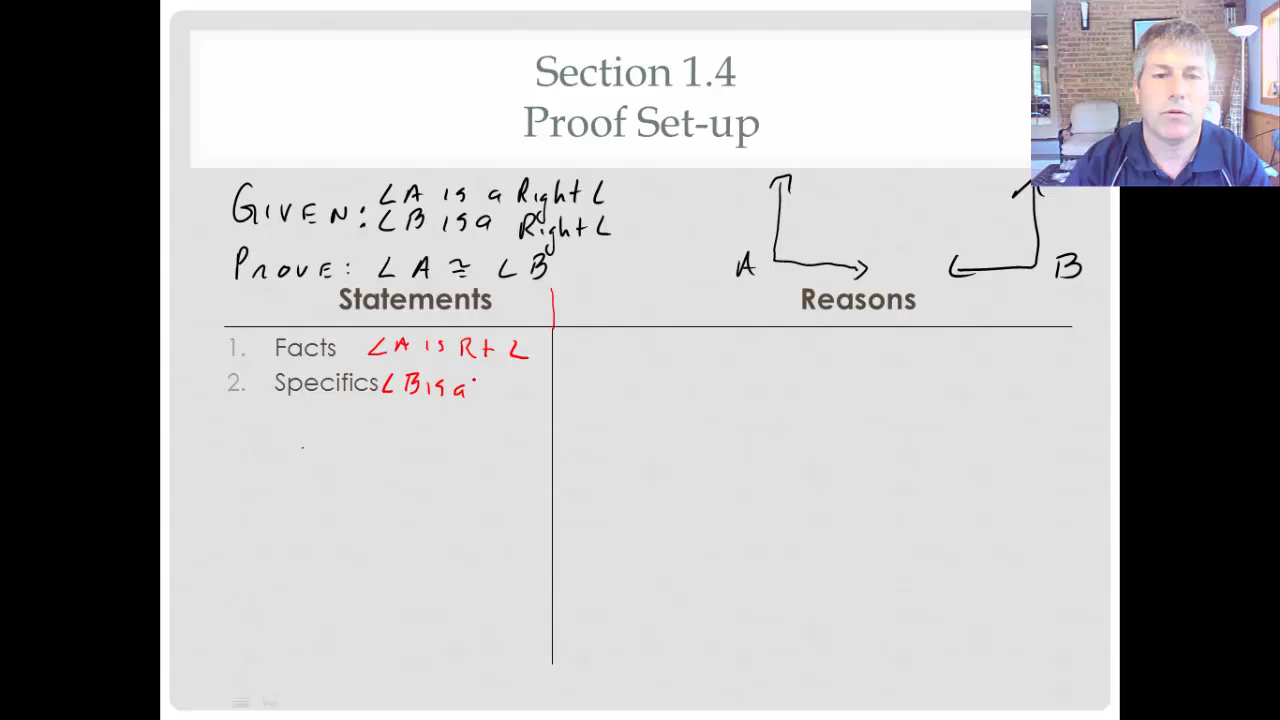 Section 1.4
Proof Set-up
GIVEN: ∠A is a Right ∠
∠B is a Right ∠
PROVE: ∠A ≅ ∠B
A
B
Statements
Reasons
1. Facts ∠A is Rt ∠
2. Specifics ∠B is a